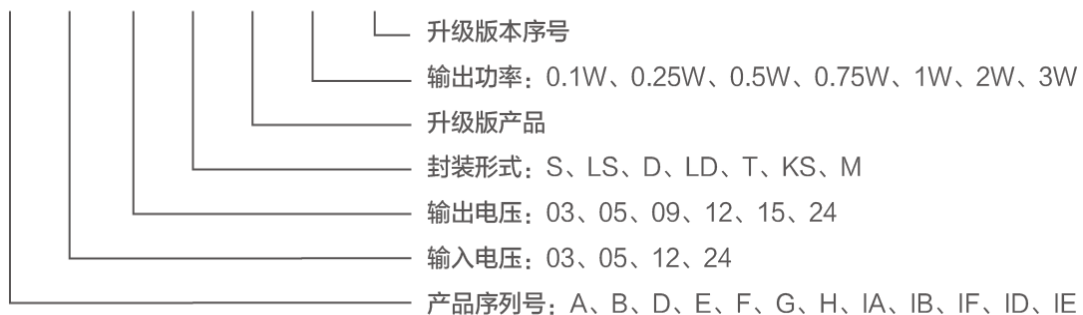 升级版本序号
输出功率：0.1W、0.25W、0.5W、0.75W、1W、2W、3W
升级版产品
封装形式：S、LS、D、LD、T、KS、M
输出电压：03、05、09、12、15、24
输入电压：03、05、12、24
产品序列号：A、B、D、E、F、G、H、IA、IB、IF、ID、IE